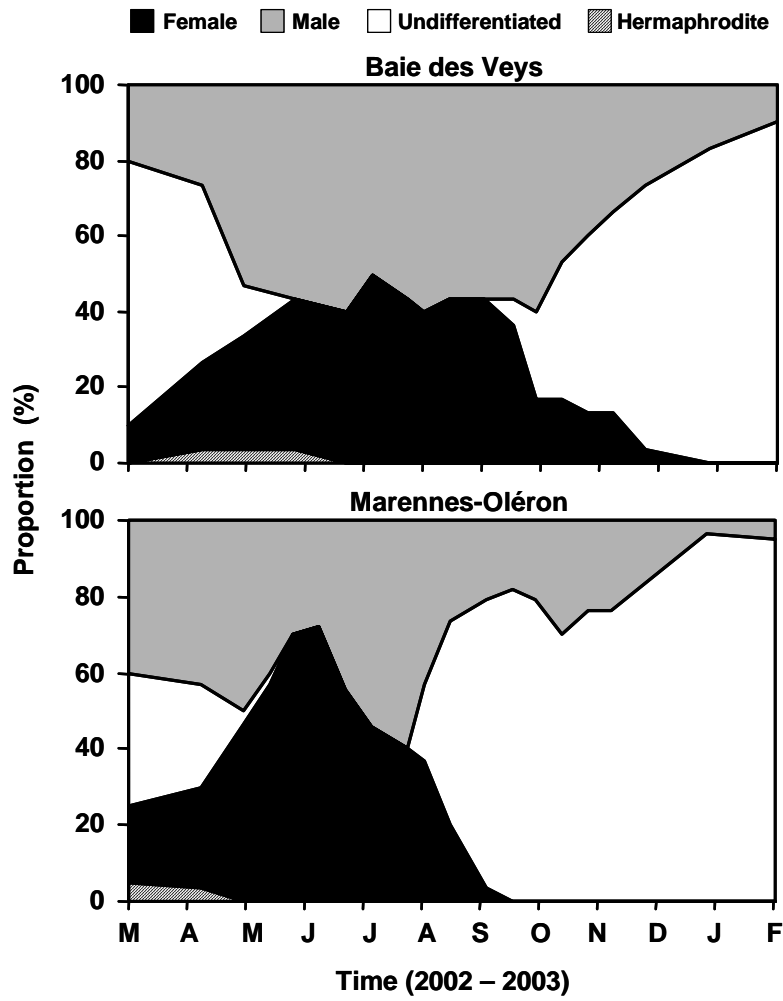 Female Male Undifferentiated Hermaphrodite
Baie des Veys
100
80
60
40
20
0
Marennes-Oléron
100
80
60
40
20
0
Proportion (%)
M A M J J A S O N D J F
Time (2002 – 2003)